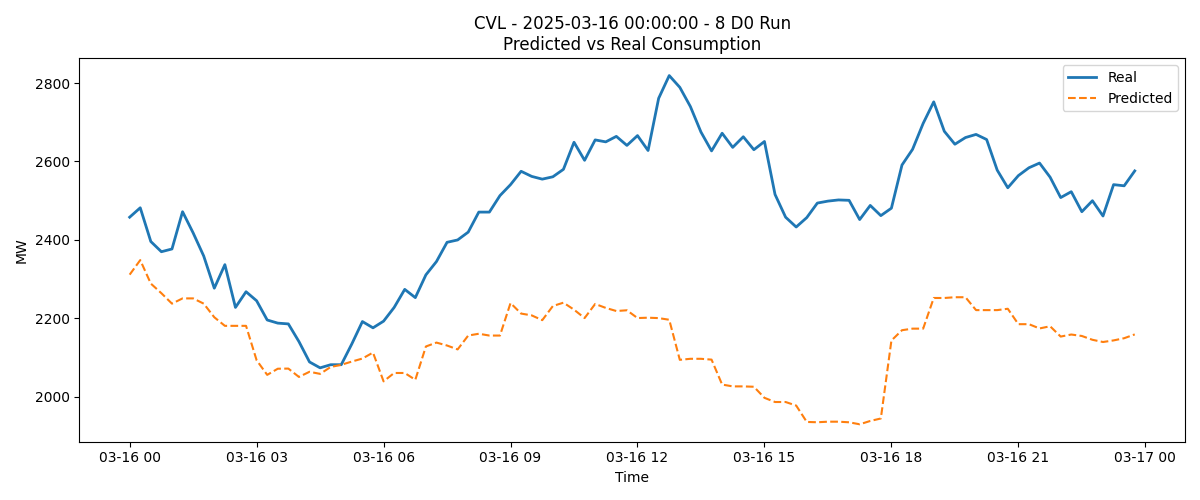 CVL - 2025-03-16 00:00:00 - 8 D0 Run
Predicted vs Real Consumption
Real
Predicted
MW
2800
2600
2400
2200
2000
03-16 00
03-16 03
03-16 06
03-16 09
03-16 12
03-16 15
03-16 18
03-16 21
03-17 00
Time